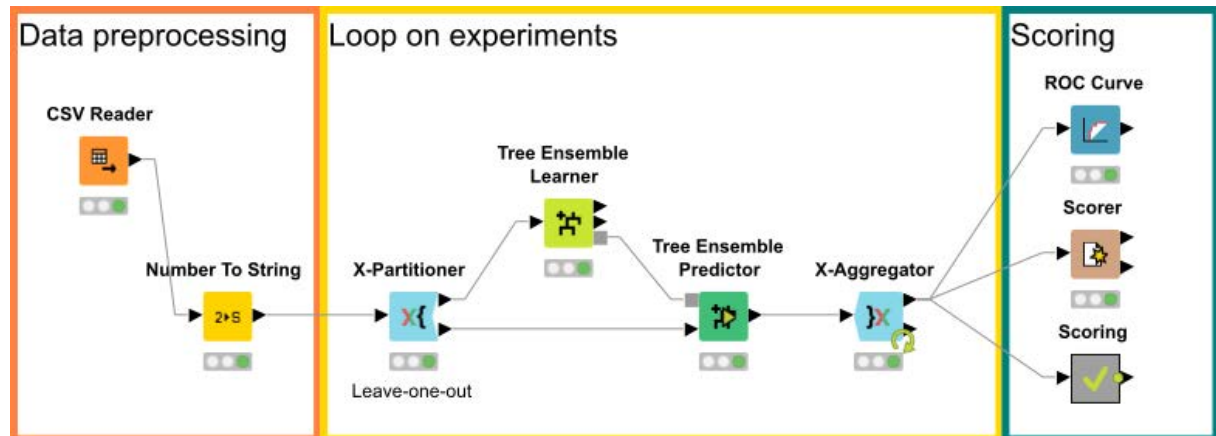 Data preprocessing
Loop on experiments
Scoring
CSV Reader
Number To String
2▸S
X-Partitioner
X{
Leave-one-out
Tree Ensemble
Learner
Tree Ensemble
Predictor
X-Aggregator
}X
ROC Curve
Scorer
Scoring